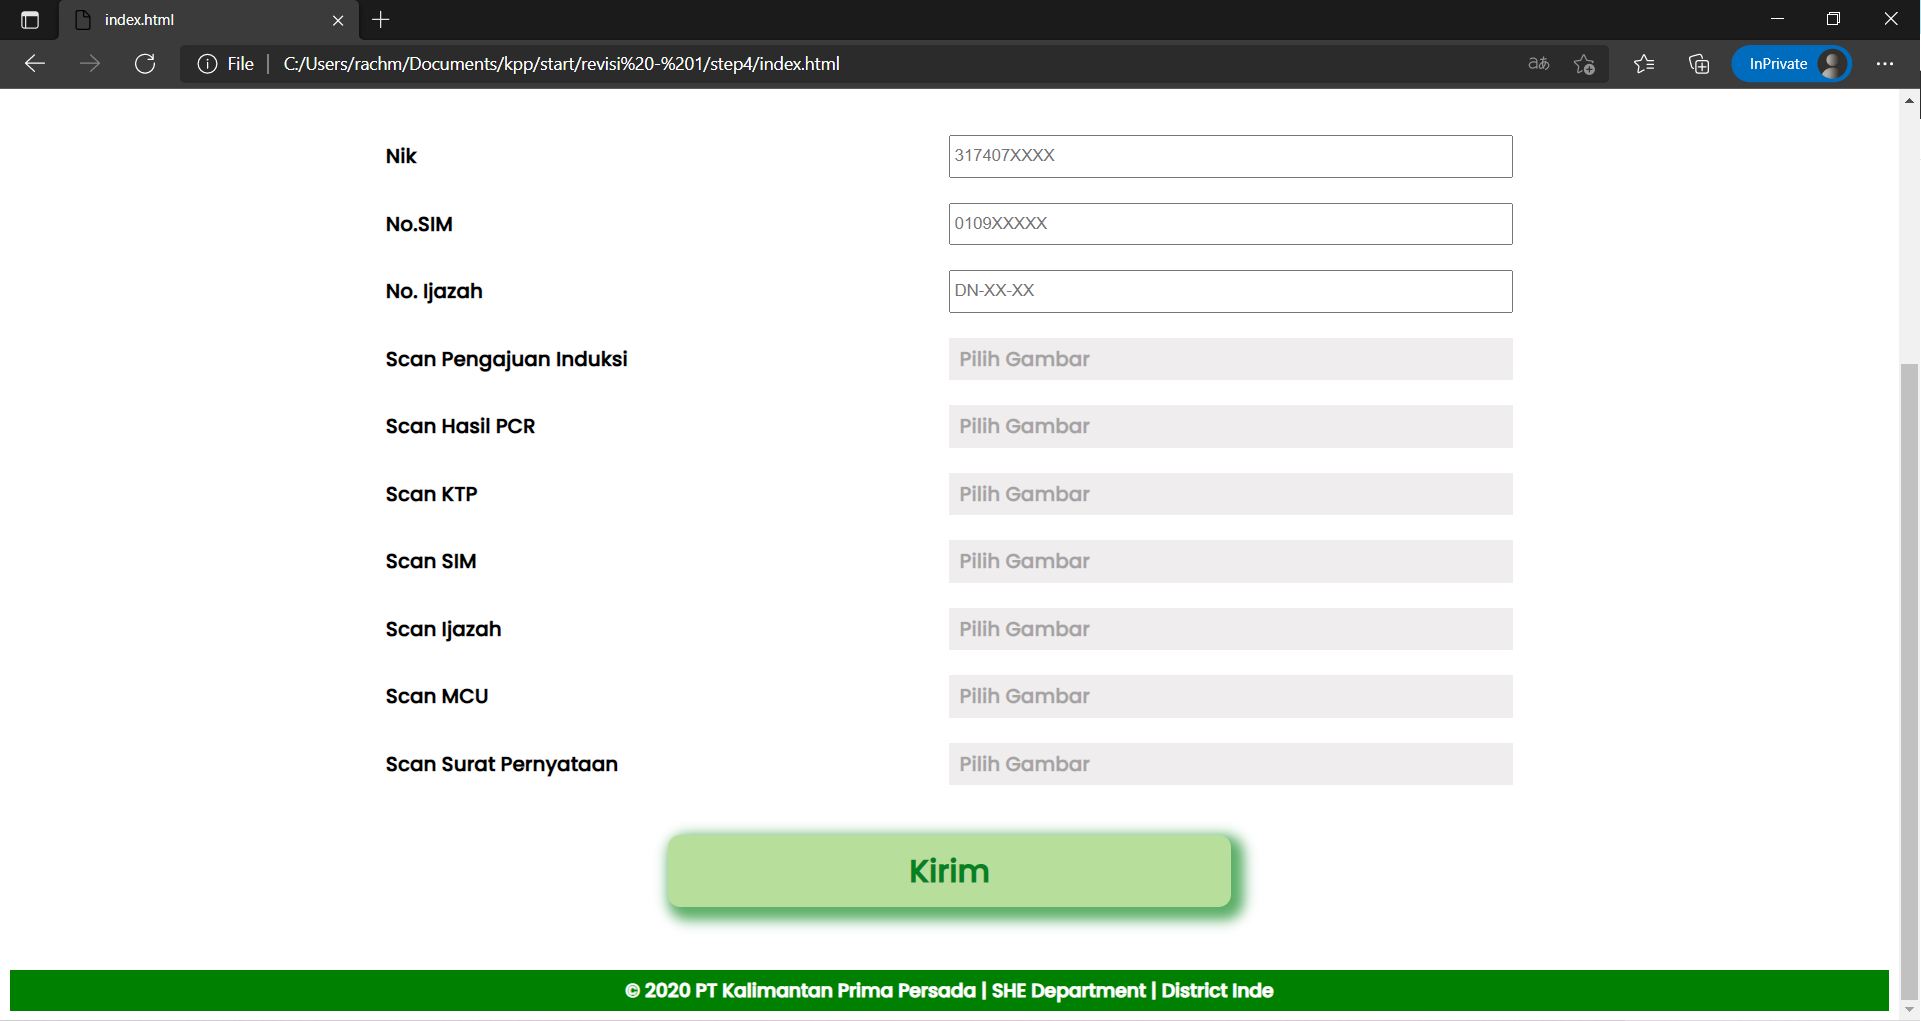 index.html
File | C:/Users/rachm/Documents/kpp/start/revisi%20-%201/step4/index.html
aあ
InPrivate
Nik
317407XXXX
No.SIM
0109XXXXX
No. Ijazah
DN-XX-XX
Scan Pengajuan Induksi
Pilih Gambar
Scan Hasil PCR
Pilih Gambar
Scan KTP
Pilih Gambar
Scan SIM
Pilih Gambar
Scan Ijazah
Pilih Gambar
Scan MCU
Pilih Gambar
Scan Surat Pernyataan
Pilih Gambar
Kirim
© 2020 PT Kalimantan Prima Persada | SHE Department | District Inde